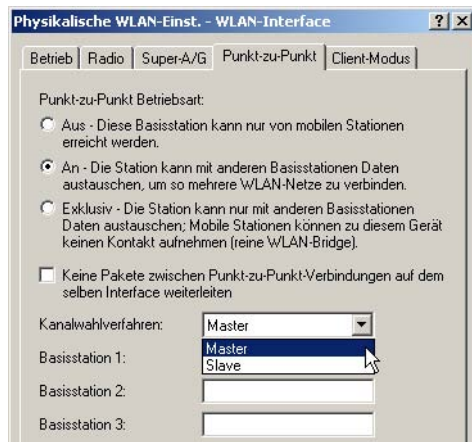 Physikalische WLAN-Einst. - WLAN-Interface
Betrieb Radio Super-A/G Punkt-zu-Punkt Client-Modus
Punkt-zu-Punkt Betriebsart:
Aus - Diese Basisstation kann nur von mobilen Stationen
erreicht werden.
An - Die Station kann mit anderen Basisstationen Daten
austauschen, um so mehrere WLAN-Netze zu verbinden.
Exklusiv - Die Station kann nur mit anderen Basisstationen
Daten austauschen; Mobile Stationen können zu diesem Gerät
keinen Kontakt aufnehmen (reine WLAN-Bridge).
Keine Pakete zwischen Punkt-zu-Punkt-Verbindungen auf dem
selben Interface weiterleiten
Kanalwahlverfahren: Master
Master
Basisstation 1:
Slave
Basisstation 2:
Basisstation 3: